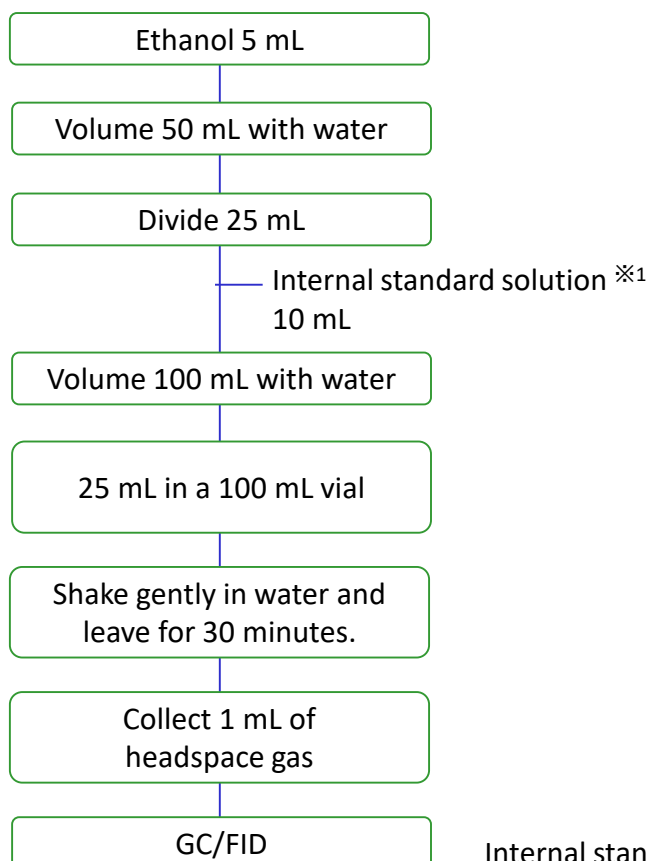 Ethanol 5 mL
Volume 50 mL with water
Divide 25 mL
Internal standard solution ※1
10 mL
Volume 100 mL with water
25 mL in a 100 mL vial
Shake gently in water and
leave for 30 minutes.
Collect 1 mL of
headspace gas
GC/FID
Internal stan